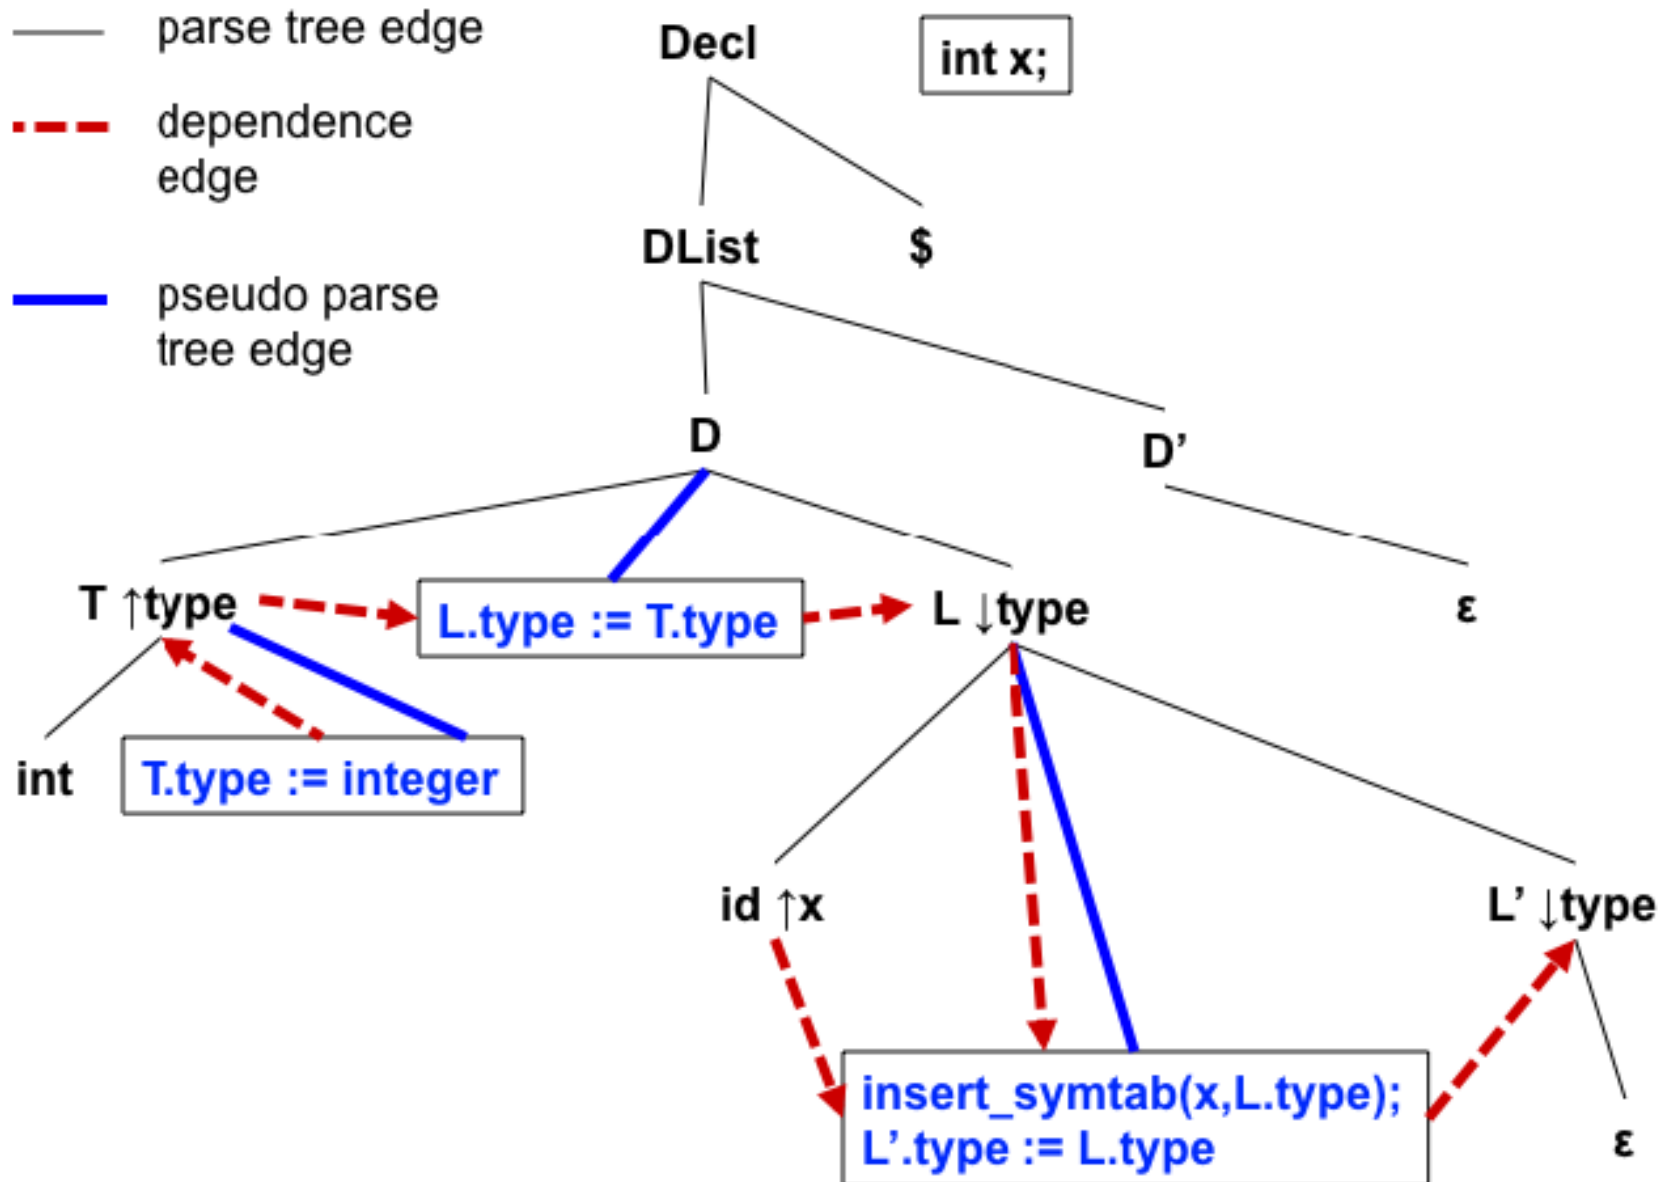 parse tree edge
Decl
int x;
dependence
edge
DList
$
pseudo parse
tree edge
D
D’
T ↑type
L.type := T.type
L ↓type
ε
int
T.type := integer
id ↑x
L’ ↓type
insert_symtab(x,L.type);
L’.type := L.type
ε